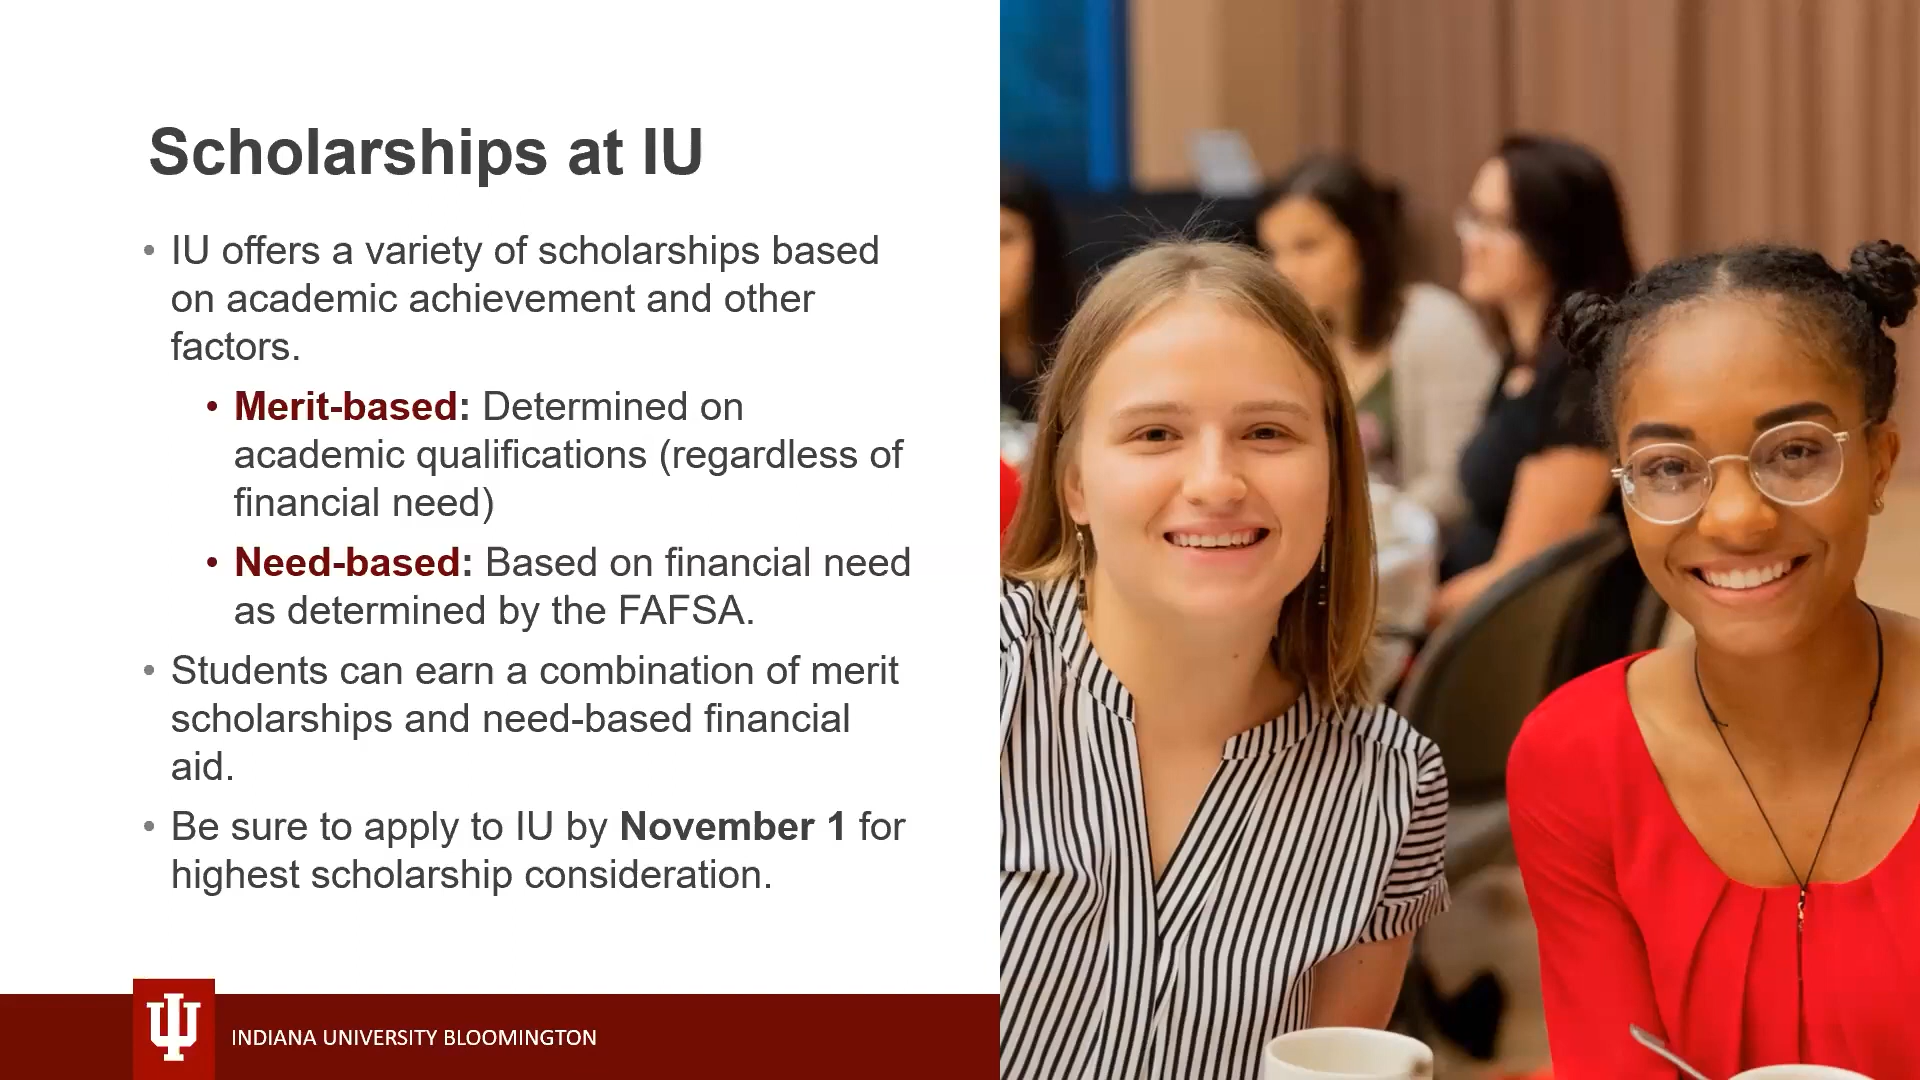 Scholarships at IU
• IU offers a variety of scholarships based
on academic achievement and other
factors.
• Merit-based: Determined on
academic qualifications (regardless of
financial need)
• Need-based: Based on financial need
as determined by the FAFSA.
• Students can earn a combination of merit
scholarships and need-based financial
aid.
• Be sure to apply to IU by November 1 for
highest scholarship consideration.
INDIANA UNIVERSITY BLOOMINGTON